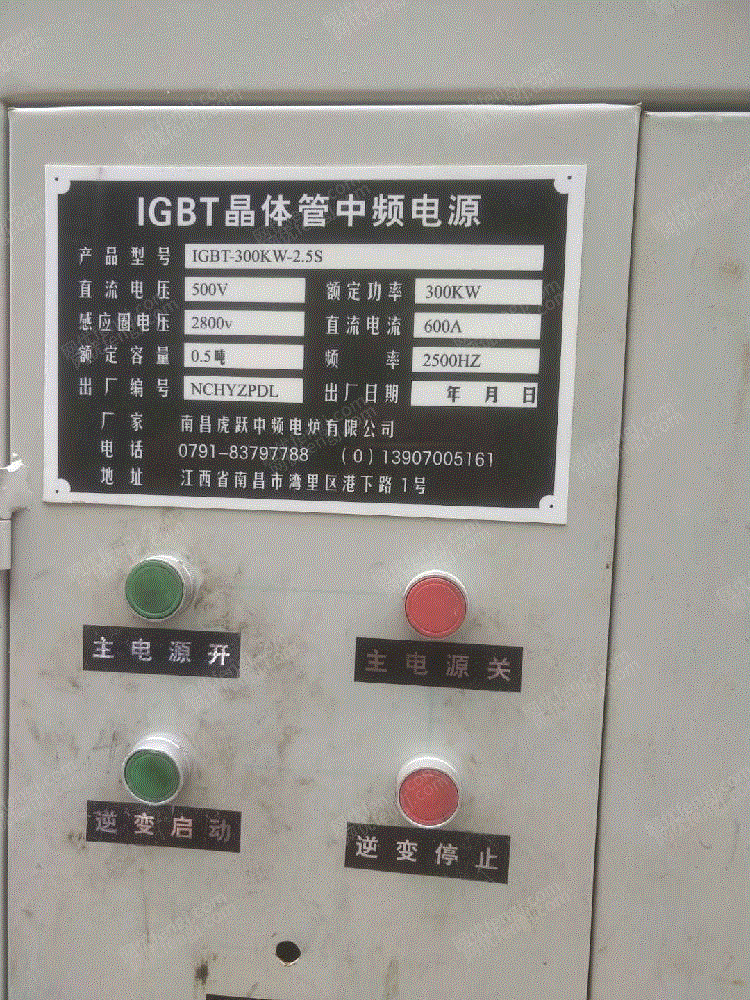 IGBT晶体管中频电源
产品型号 IGBT-300KW-2.5S
直流电压 500V 额定功率 300KW
感应圈电压 2800v 直流电流 600A
额定容量 0.5吨 频率 2500HZ
出厂编号 NCHYZPDL 出厂日期 年 月 日
厂家 南昌虎跃中频电炉有限公司
电话 0791-83797788 (0)13907005161
地址 江西省南昌市湾里区港下路1号
主电源开 主电源关
逆变启动 逆变停止